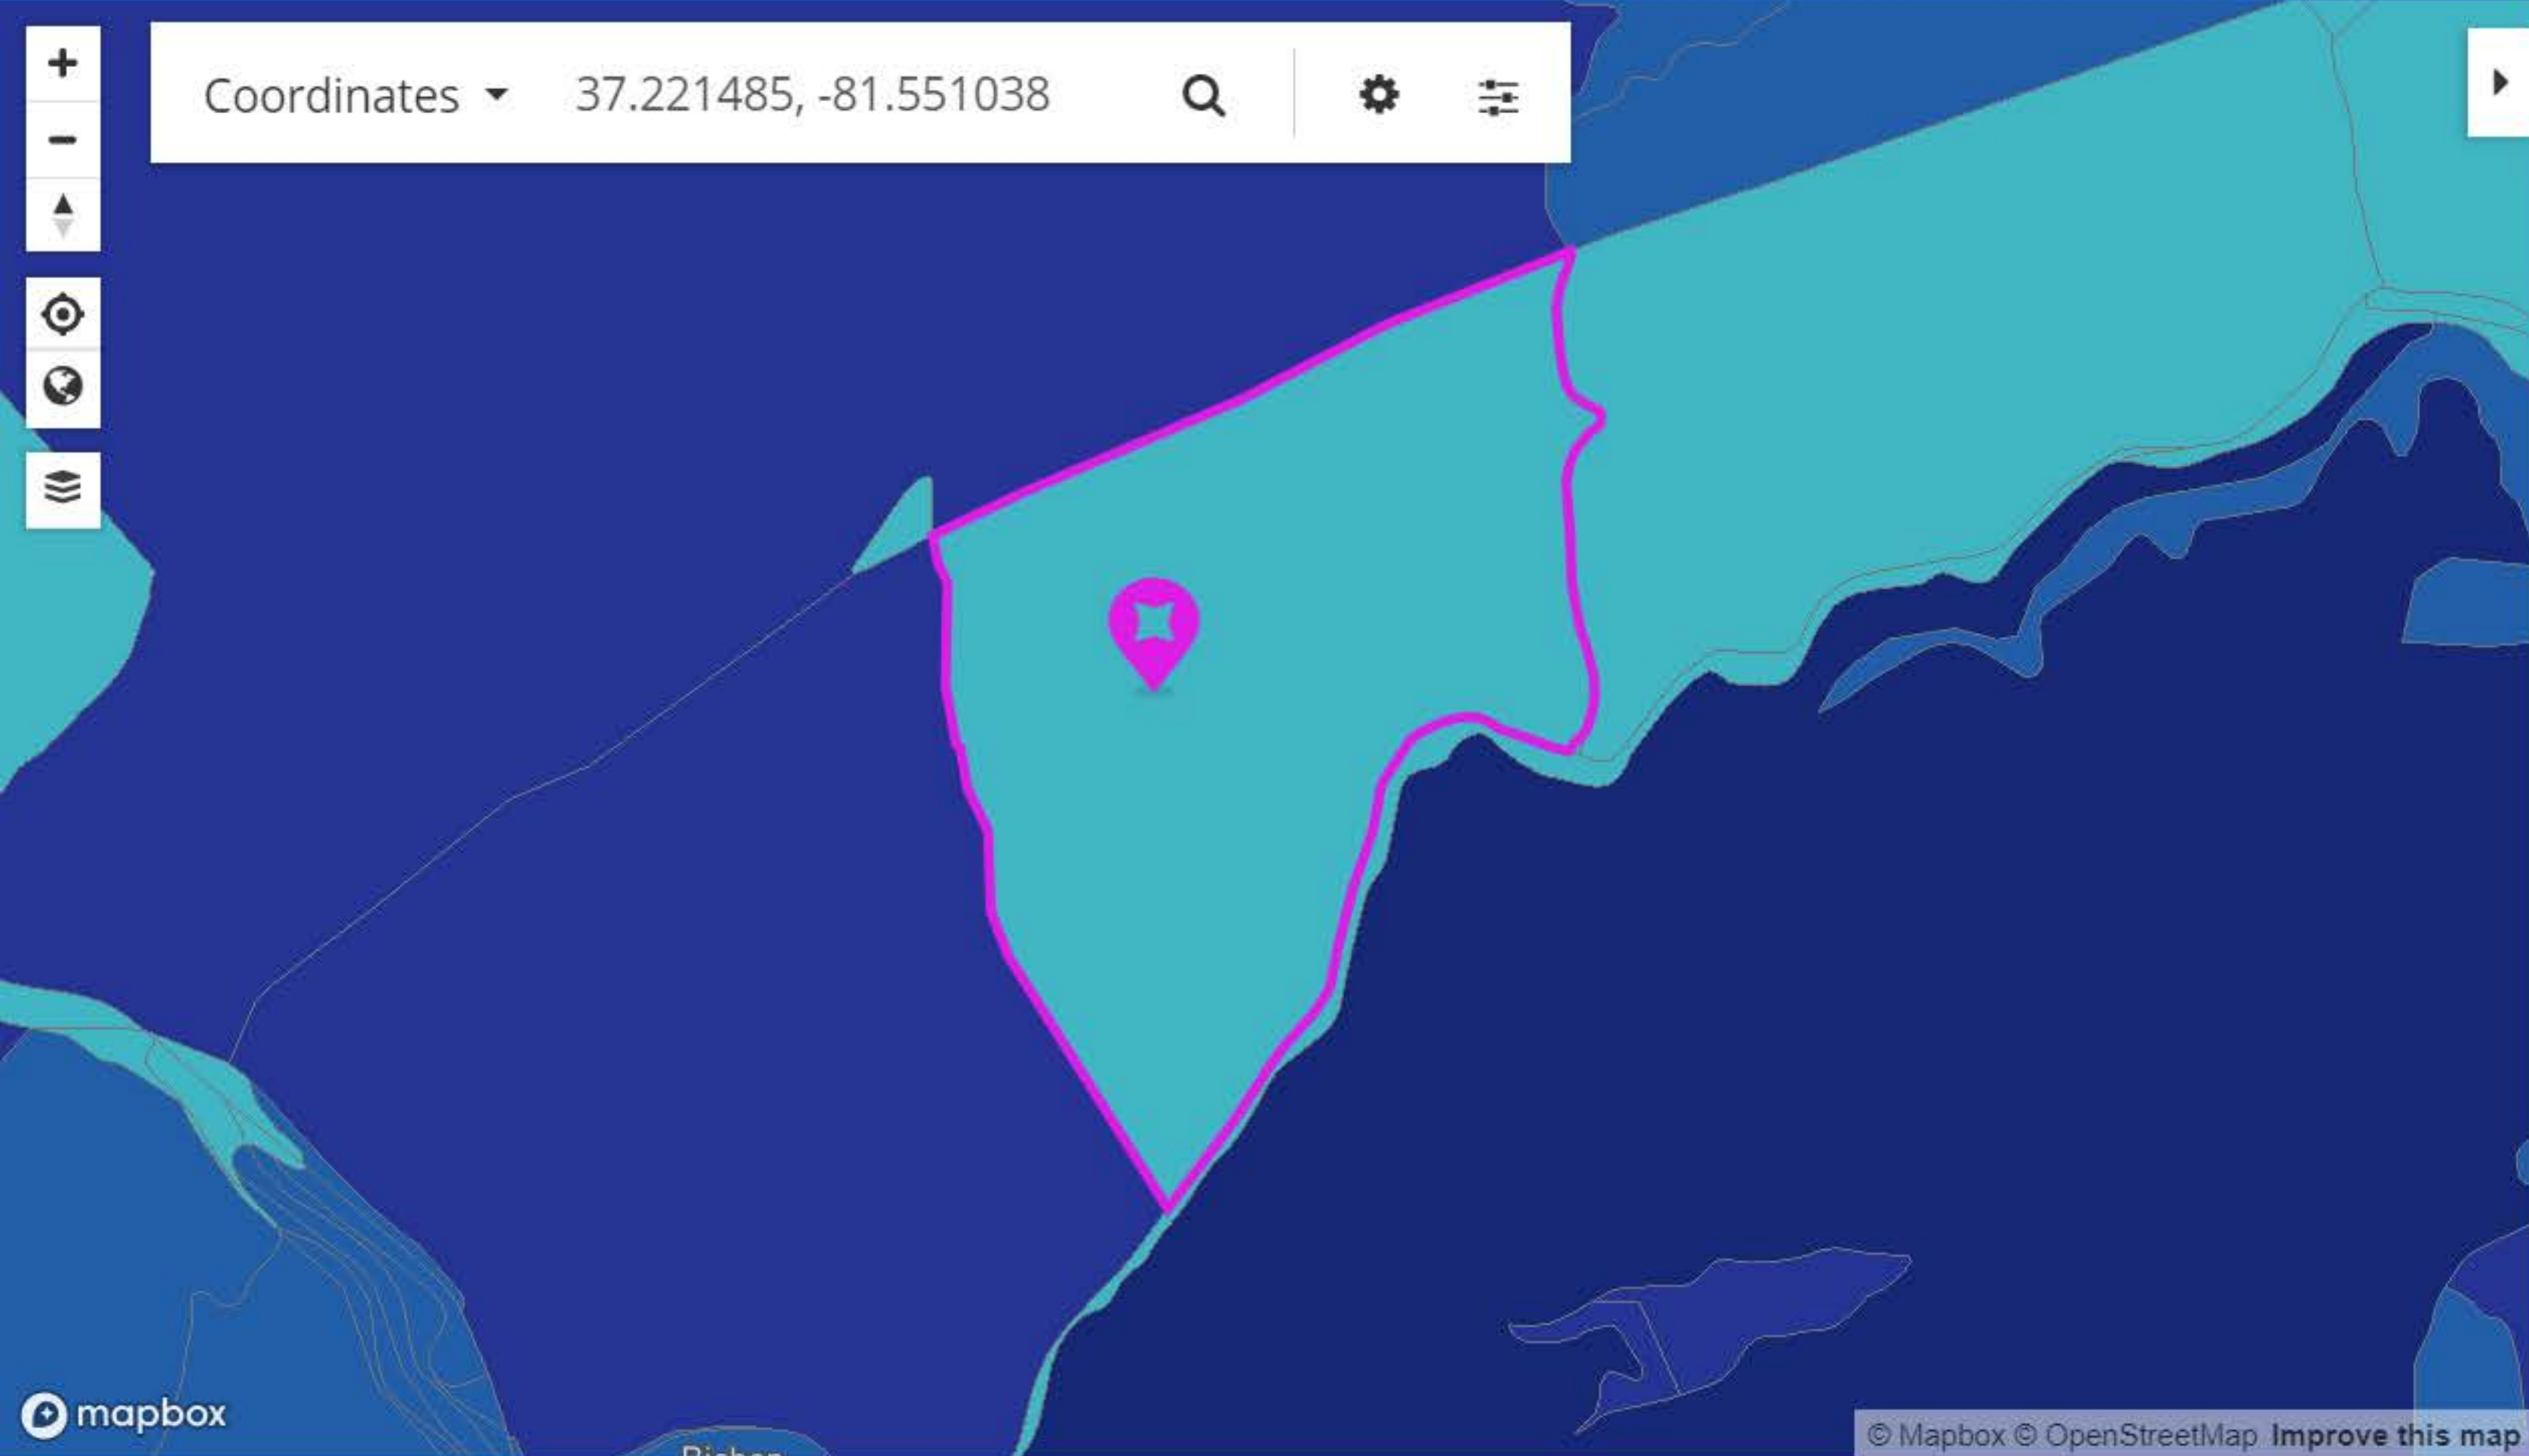 Coordinates 37.221485, -81.551038
mapbox
© Mapbox © OpenStreetMap Improve this map